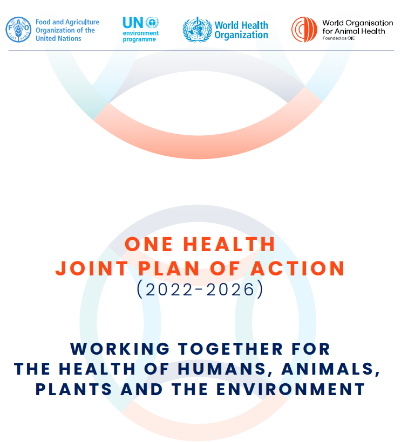 Food and Agriculture
Organization of the
United Nations
UN
environment
programme
World Health
Organization
World Organisation
for Animal Health
Founded as OIE
ONE HEALTH
JOINT PLAN OF ACTION
(2022-2026)
WORKING TOGETHER FOR
THE HEALTH OF HUMANS, ANIMALS,
PLANTS AND THE ENVIRONMENT